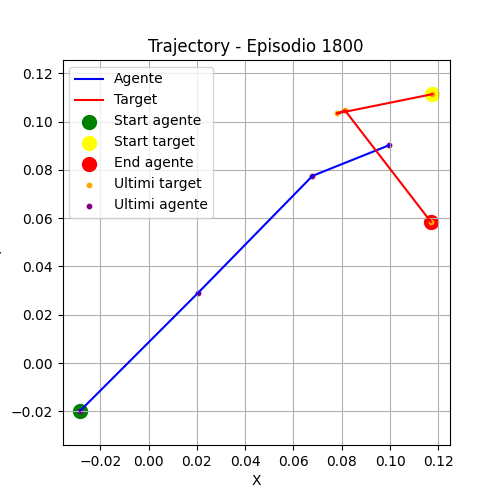 Trajectory - Episodio 1800
Agente
Target
Start agente
Start target
End agente
Ultimi target
Ultimi agente
0.12
0.10
0.08
0.06
0.04
0.02
0.00
−0.02
−0.02 0.00 0.02 0.04 0.06 0.08 0.10 0.12
X